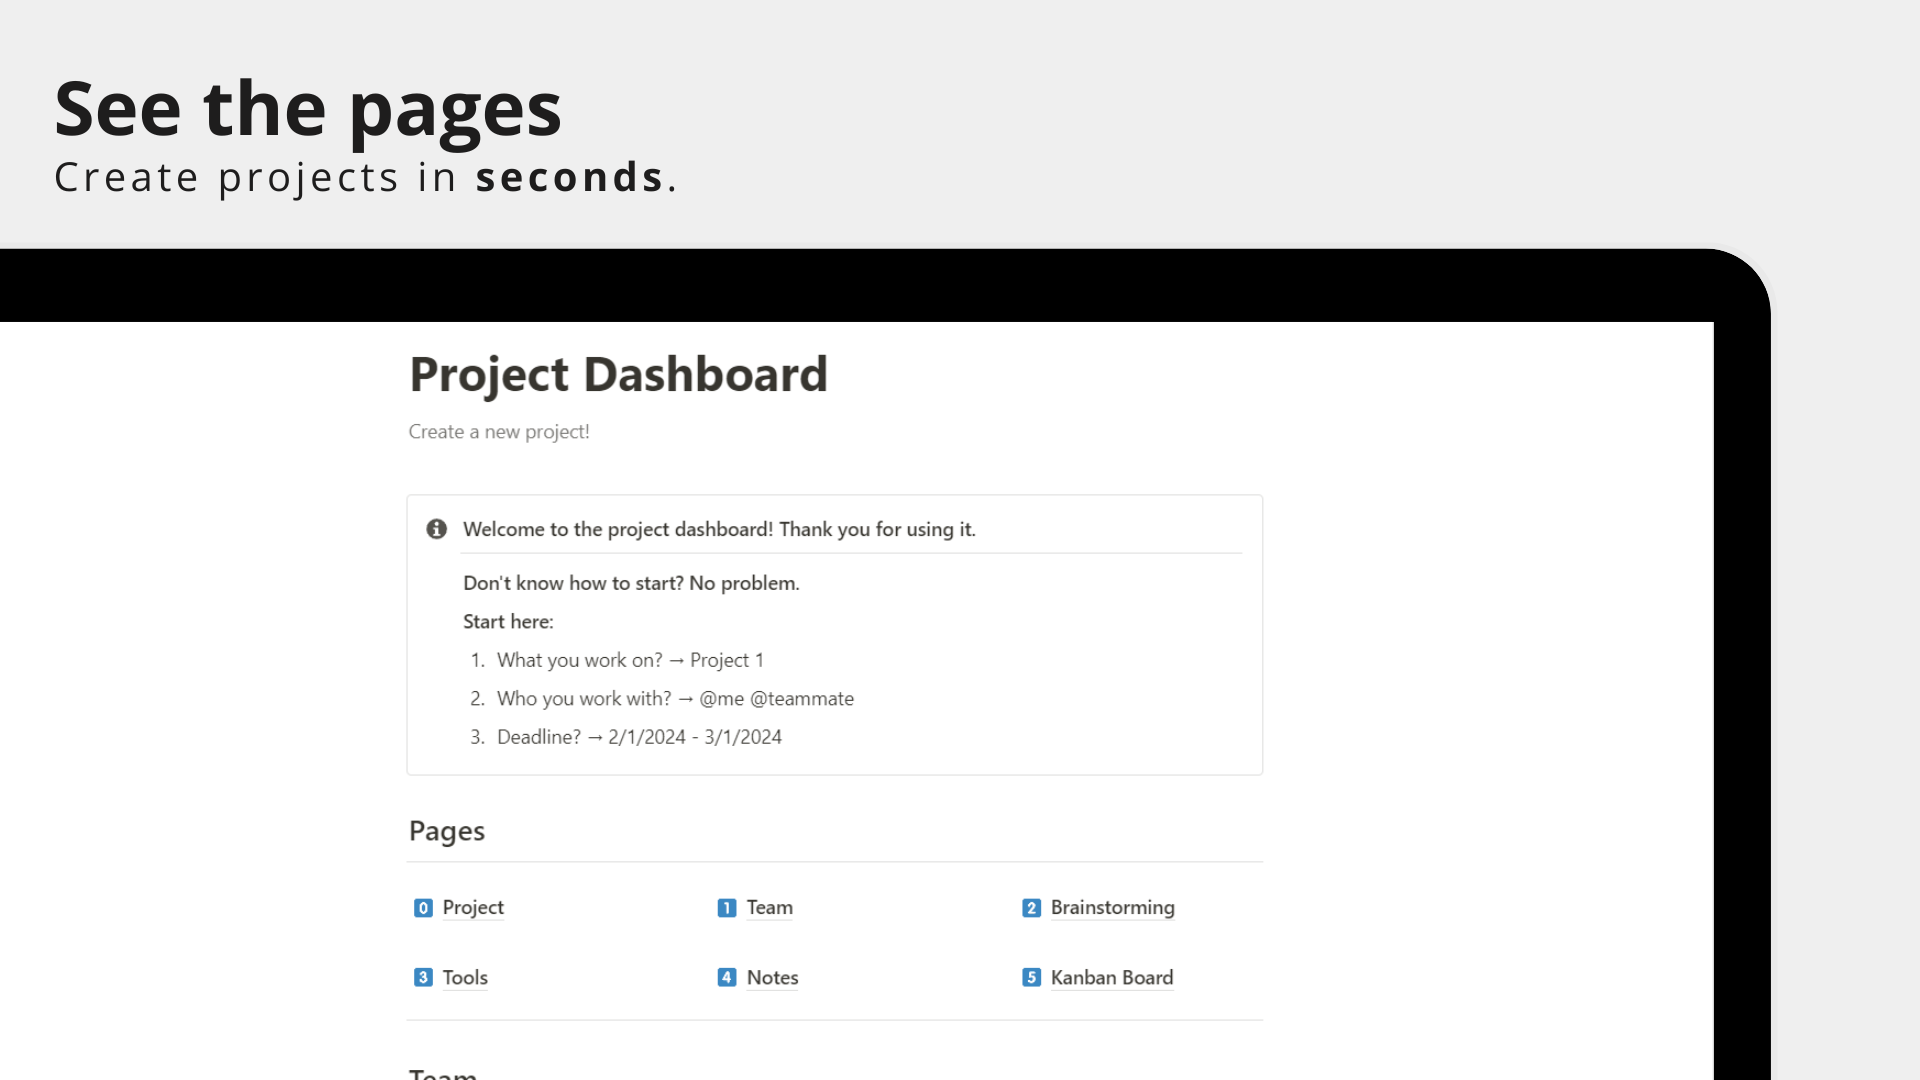 See the pages
Create projects in seconds.
Project Dashboard
Create a new project!
Welcome to the project dashboard! Thank you for using it.
Don't know how to start? No problem.
Start here:
1. What you work on? → Project 1
2. Who you work with? → @me @teammate
3. Deadline? → 2/1/2024 - 3/1/2024
Pages
0 Project
1 Team
2 Brainstorming
3 Tools
4 Notes
5 Kanban Board
Team